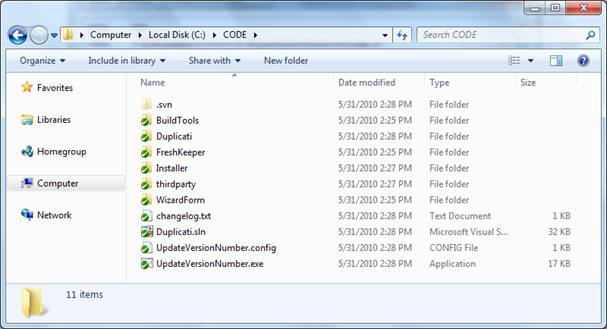 Computer ▸ Local Disk (C:) ▸ CODE ▸ Search CODE
Organize ▾ Include in library ▾ Share with ▾ New folder
Name Date modified Type Size
Favorites
Libraries
Homegroup
Computer
Network
.svn 5/31/2010 2:28 PM File folder
BuildTools 5/31/2010 2:25 PM File folder
Duplicati 5/31/2010 2:28 PM File folder
FreshKeeper 5/31/2010 2:25 PM File folder
Installer 5/31/2010 2:27 PM File folder
thirdparty 5/31/2010 2:27 PM File folder
WizardForm 5/31/2010 2:25 PM File folder
changelog.txt 5/31/2010 2:28 PM Text Document 1 KB
Duplicati.sln 5/31/2010 2:28 PM Microsoft Visual S... 32 KB
UpdateVersionNumber.config 5/31/2010 2:28 PM CONFIG File 1 KB
UpdateVersionNumber.exe 5/31/2010 2:28 PM Application 17 KB
11 items